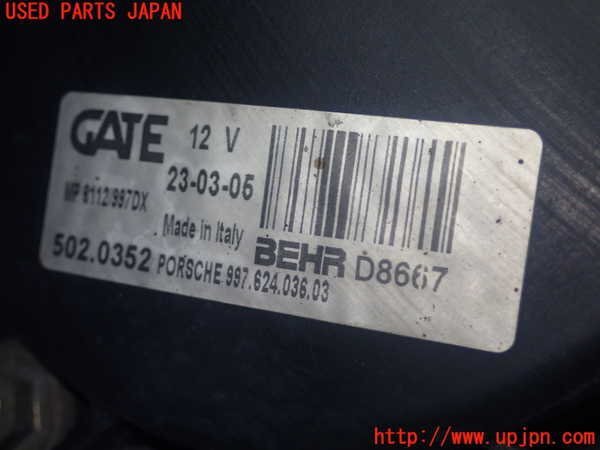 USED PARTS JAPAN
GATE 12 V
MP 8112/997DX 23-03-05
Made in Italy
BEHR D8667
502.0352 PORSCHE 997.624.036.03
http://www.upjpn.com/